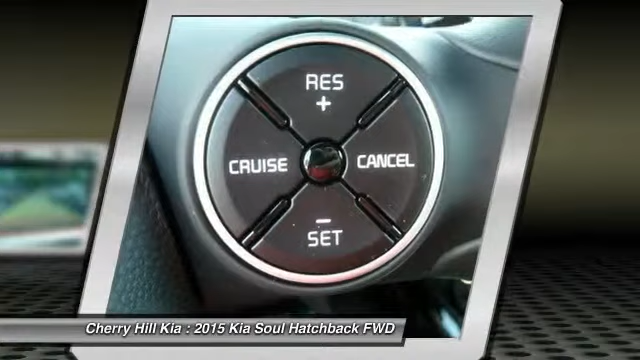 RES
+
CRUISE CANCEL
–
SET
Cherry Hill Kia : 2015 Kia Soul Hatchback FWD